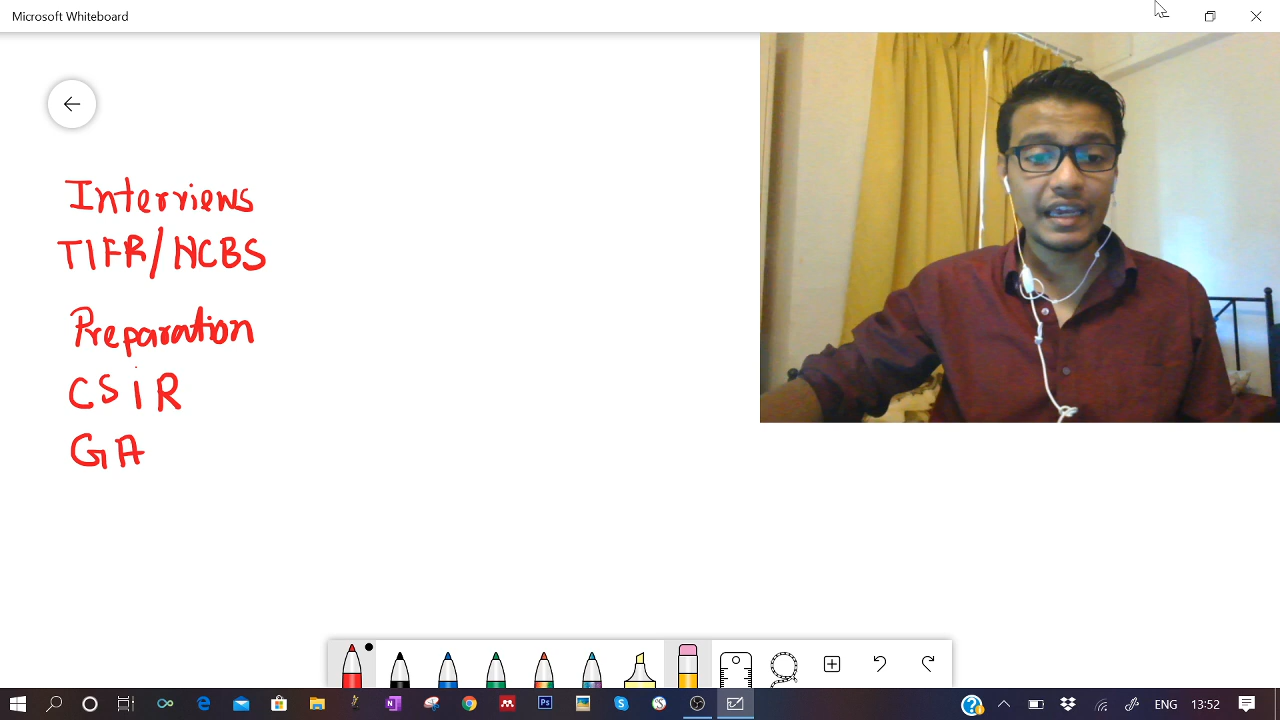 Microsoft Whiteboard
Interviews
TIFR/NCBS
Preparation
CSiR
GA
ENG 13:52